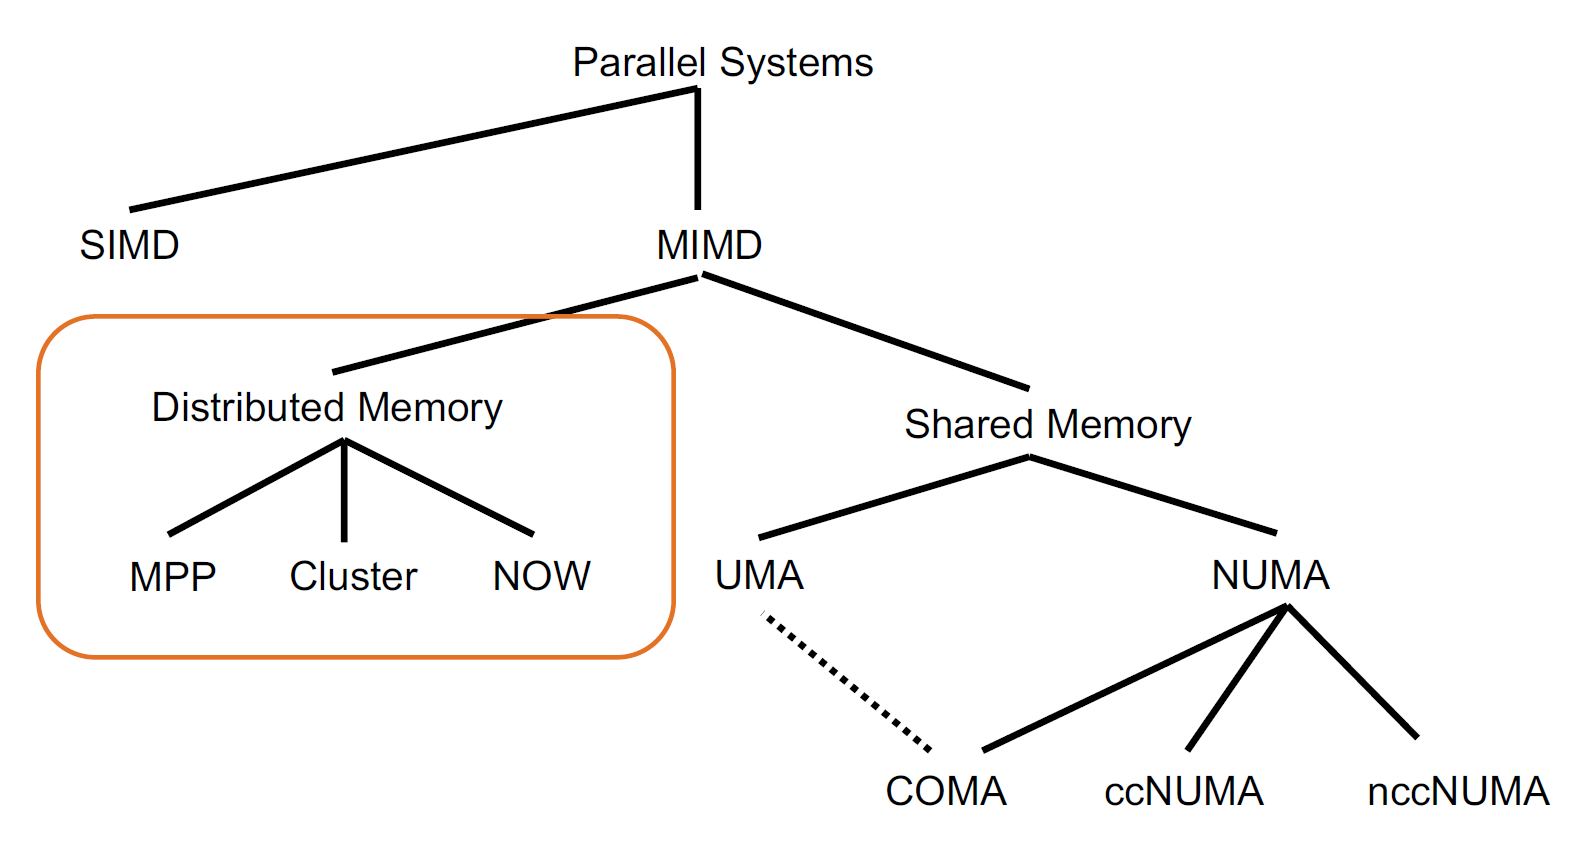 Parallel Systems
SIMD
MIMD
Distributed Memory
Shared Memory
MPP
Cluster
NOW
UMA
NUMA
COMA
ccNUMA
nccNUMA